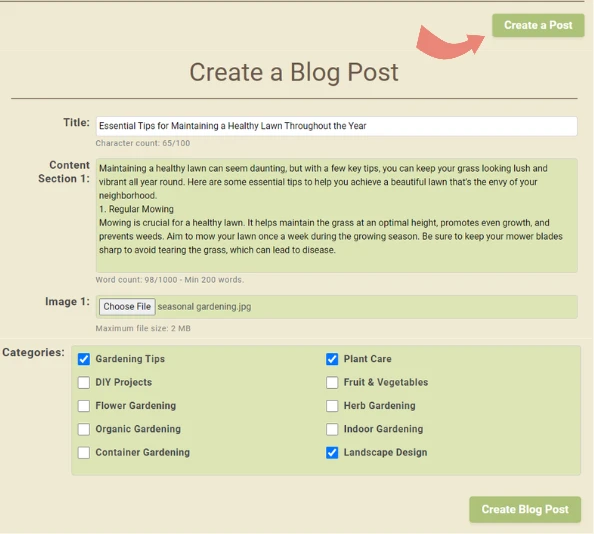 Create a Post
Create a Blog Post
Title:
Essential Tips for Maintaining a Healthy Lawn Throughout the Year
Character count: 65/100
Content
Section 1:
Maintaining a healthy lawn can seem daunting, but with a few key tips, you can keep your grass looking lush and
vibrant all year round. Here are some essential tips to help you achieve a beautiful lawn that's the envy of your
neighborhood.
1. Regular Mowing
Mowing is crucial for a healthy lawn. It helps maintain the grass at an optimal height, promotes even growth, and
prevents weeds. Aim to mow your lawn once a week during the growing season. Be sure to keep your mower blades
sharp to avoid tearing the grass, which can lead to disease.
Word count: 98/1000 - Min 200 words.
Image 1:
Choose File seasonal gardening.jpg
Maximum file size: 2 MB
Categories:
Gardening Tips
Plant Care
DIY Projects
Fruit & Vegetables
Flower Gardening
Herb Gardening
Organic Gardening
Indoor Gardening
Container Gardening
Landscape Design
Create Blog Post